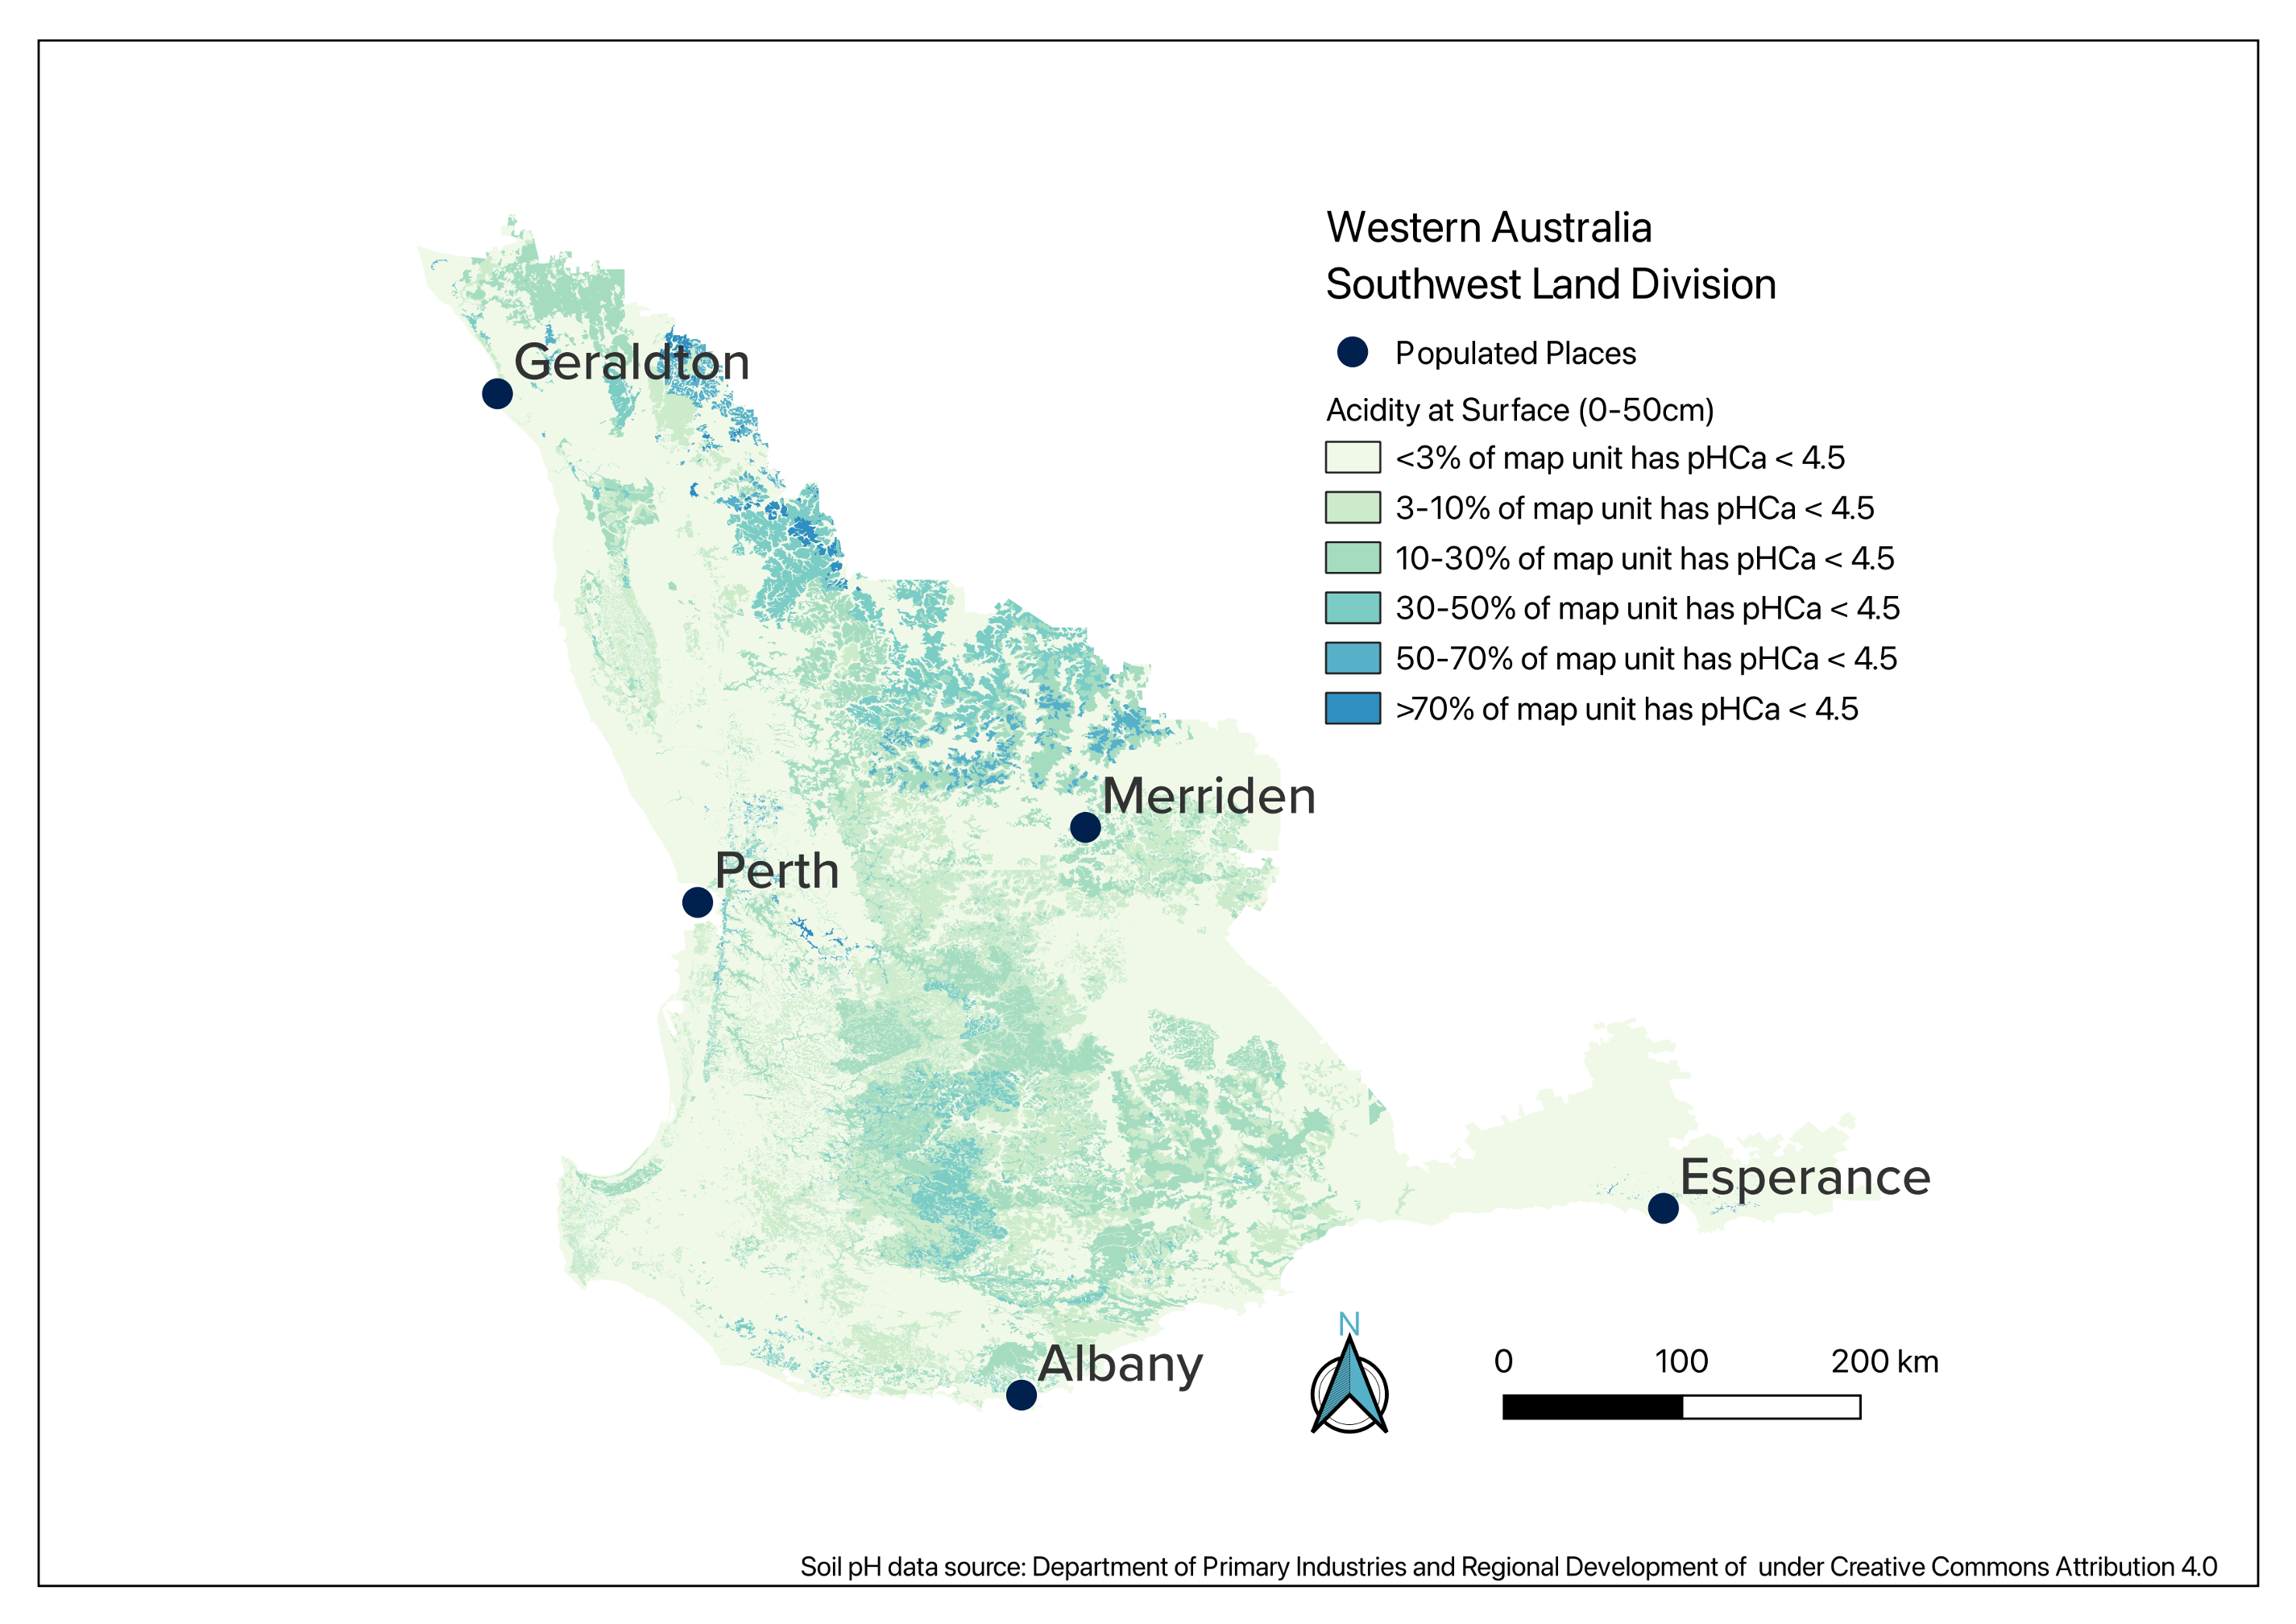 Western Australia
Southwest Land Division
Populated Places
Acidity at Surface (0-50cm)
<3% of map unit has pHCa < 4.5
3-10% of map unit has pHCa < 4.5
10-30% of map unit has pHCa < 4.5
30-50% of map unit has pHCa < 4.5
50-70% of map unit has pHCa < 4.5
>70% of map unit has pHCa < 4.5
Geraldton
Merriden
Perth
Esperance
Albany
N
0 100 200 km
Soil pH data source: Department of Primary Industries and Regional Development of under Creative Commons Attribution 4.0